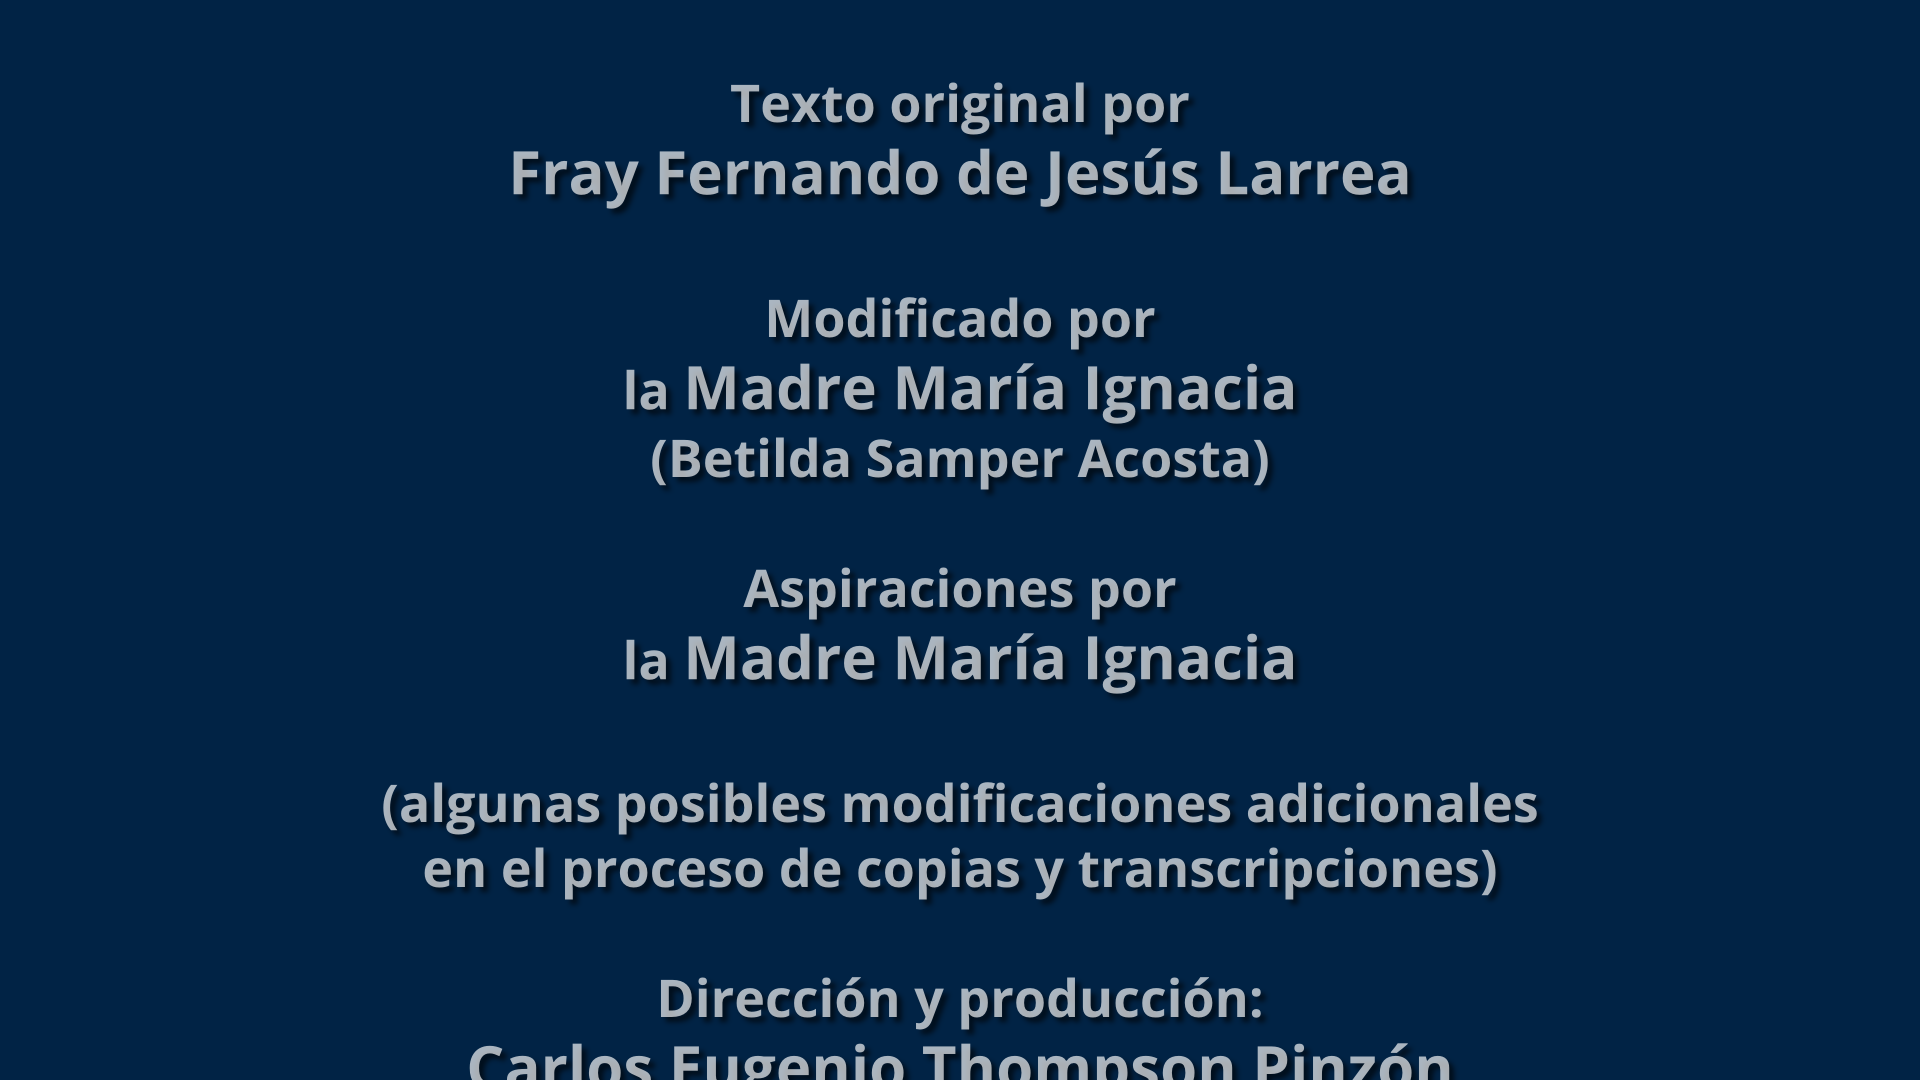 Texto original por
Fray Fernando de Jesús Larrea
Modificado por
la Madre María Ignacia
(Betilda Samper Acosta)
Aspiraciones por
la Madre María Ignacia
(algunas posibles modificaciones adicionales
en el proceso de copias y transcripciones)
Dirección y producción:
Carlos Eugenio Thompson Pinzón